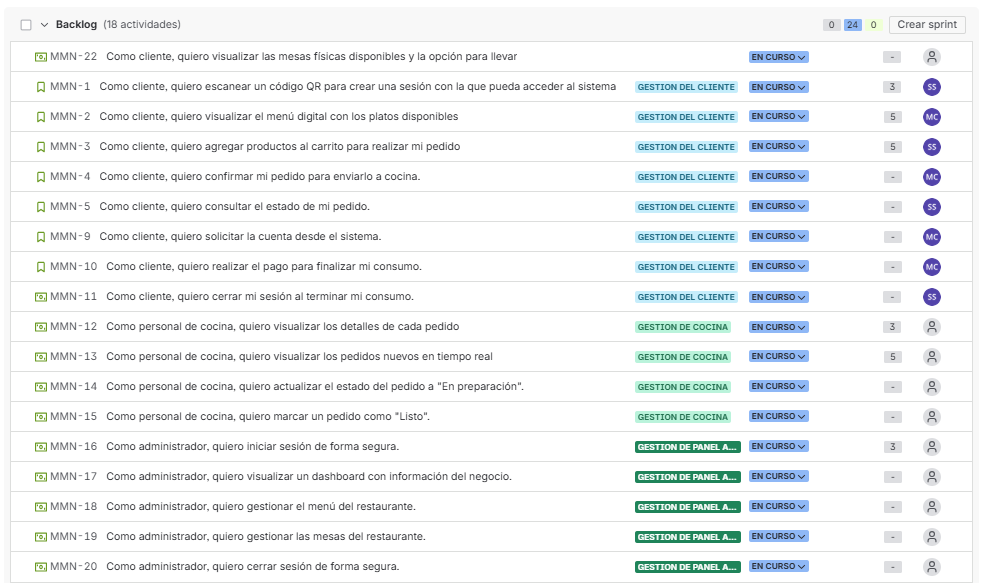 Backlog (18 actividades) 0 24 0 Crear sprint
MMN-22 Como cliente, quiero visualizar las mesas físicas disponibles y la opción para llevar EN CURSO -
MMN-1 Como cliente, quiero escanear un código QR para crear una sesión con la que pueda acceder al sistema GESTION DEL CLIENTE EN CURSO 3 SS
MMN-2 Como cliente, quiero visualizar el menú digital con los platos disponibles GESTION DEL CLIENTE EN CURSO 5 MC
MMN-3 Como cliente, quiero agregar productos al carrito para realizar mi pedido GESTION DEL CLIENTE EN CURSO 5 SS
MMN-4 Como cliente, quiero confirmar mi pedido para enviarlo a cocina. GESTION DEL CLIENTE EN CURSO - MC
MMN-5 Como cliente, quiero consultar el estado de mi pedido. GESTION DEL CLIENTE EN CURSO - SS
MMN-9 Como cliente, quiero solicitar la cuenta desde el sistema. GESTION DEL CLIENTE EN CURSO - MC
MMN-10 Como cliente, quiero realizar el pago para finalizar mi consumo. GESTION DEL CLIENTE EN CURSO - MC
MMN-11 Como cliente, quiero cerrar mi sesión al terminar mi consumo. GESTION DEL CLIENTE EN CURSO - SS
MMN-12 Como personal de cocina, quiero visualizar los detalles de cada pedido GESTION DE COCINA EN CURSO 3
MMN-13 Como personal de cocina, quiero visualizar los pedidos nuevos en tiempo real GESTION DE COCINA EN CURSO 5
MMN-14 Como personal de cocina, quiero actualizar el estado del pedido a "En preparación". GESTION DE COCINA EN CURSO -
MMN-15 Como personal de cocina, quiero marcar un pedido como "Listo". GESTION DE COCINA EN CURSO -
MMN-16 Como administrador, quiero iniciar sesión de forma segura. GESTION DE PANEL A... EN CURSO 3
MMN-17 Como administrador, quiero visualizar un dashboard con información del negocio. GESTION DE PANEL A... EN CURSO -
MMN-18 Como administrador, quiero gestionar el menú del restaurante. GESTION DE PANEL A... EN CURSO -
MMN-19 Como administrador, quiero gestionar las mesas del restaurante. GESTION DE PANEL A... EN CURSO -
MMN-20 Como administrador, quiero cerrar sesión de forma segura. GESTION DE PANEL A... EN CURSO -